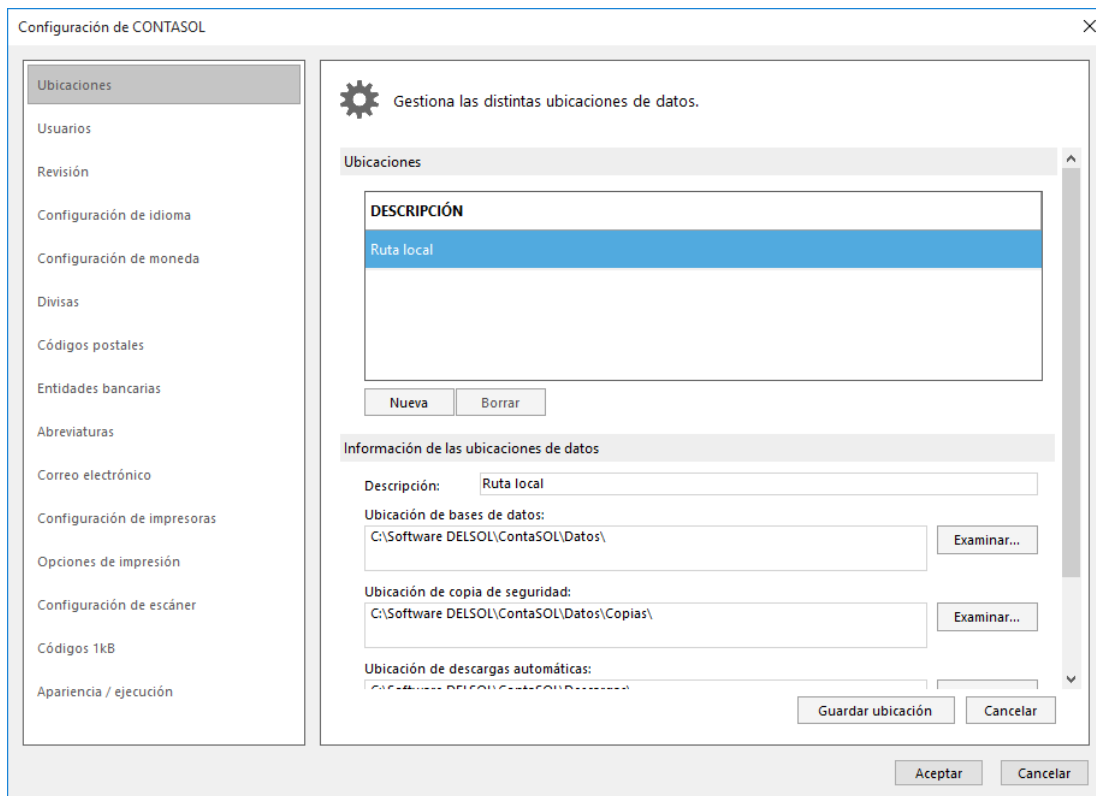 Configuración de CONTASOL
Ubicaciones
Usuarios
Revisión
Configuración de idioma
Configuración de moneda
Divisas
Códigos postales
Entidades bancarias
Abreviaturas
Correo electrónico
Configuración de impresoras
Opciones de impresión
Configuración de escáner
Códigos 1kB
Apariencia / ejecución
Gestiona las distintas ubicaciones de datos.
Ubicaciones
DESCRIPCIÓN
Ruta local
Nueva Borrar
Información de las ubicaciones de datos
Descripción: Ruta local
Ubicación de bases de datos:
C:\Software DELSOL\ContaSOL\Datos\ Examinar...
Ubicación de copia de seguridad:
C:\Software DELSOL\ContaSOL\Datos\Copias\ Examinar...
Ubicación de descargas automáticas:
C:\Software DELSOL\ContaSOL\Descargas\
Guardar ubicación Cancelar
Aceptar Cancelar